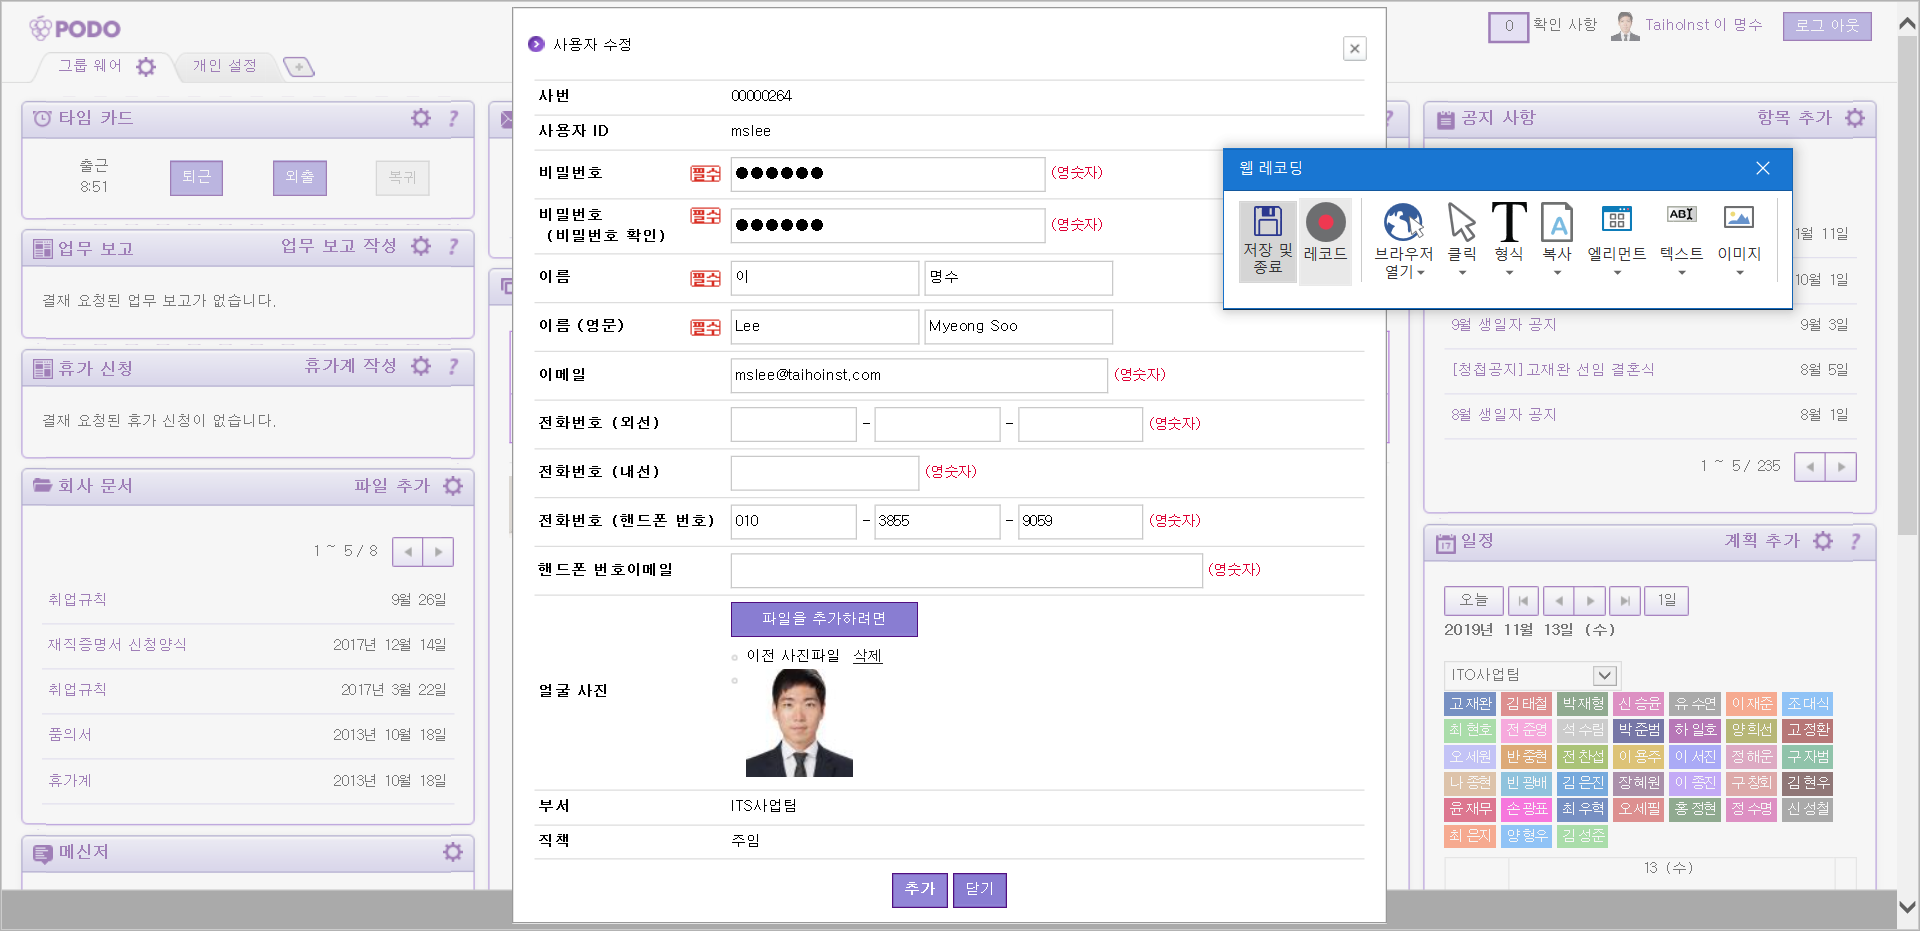 PODO
그룹 웨어
개인 설정
0 확인 사항
TaihoInst 이 명수
로그 아웃
타임 카드
출근
8:51
퇴근
외출
복귀
업무 보고
업무 보고 작성
결재 요청된 업무 보고가 없습니다.
휴가 신청
휴가계 작성
결재 요청된 휴가 신청이 없습니다.
회사 문서
파일 추가
1 ~ 5 / 8
취업규칙 9월 26일
재직증명서 신청양식 2017년 12월 14일
취업규칙 2017년 3월 22일
품의서 2013년 10월 18일
휴가계 2013년 10월 18일
메신저
사용자 수정
사번 00000264
사용자 ID mslee
비밀번호 필수 ●●●●●● (영숫자)
비밀번호
(비밀번호 확인) 필수 ●●●●●● (영숫자)
이름 필수 이 명수
이름 (영문) 필수 Lee Myeong Soo
이메일 mslee@taihoinst.com (영숫자)
전화번호 (외선) - - (영숫자)
전화번호 (내선) (영숫자)
전화번호 (핸드폰 번호) 010 - 3855 - 9059 (영숫자)
핸드폰 번호이메일 (영숫자)
파일을 추가하려면
이전 사진파일 삭제
얼굴 사진
부서 ITS사업팀
직책 주임
추가
닫기
웹 레코딩
저장 및
종료
레코드
브라우저
열기
클릭
형식
복사
엘리먼트
ABI
텍스트
이미지
공지 사항
항목 추가
1월 11일
10월 1일
9월 생일자 공지 9월 3일
[청첩공지]고재완 선임 결혼식 8월 5일
8월 생일자 공지 8월 1일
1 ~ 5 / 235
일정
계획 추가
오늘
1일
2019년 11월 13일 (수)
ITO사업팀
고재완 김태철 박재형 신승윤 유수연 이재준 조대식
최현호 전준영 석수림 박준범 하일호 양희선 고정환
오세원 반중현 전찬섭 이용주 이서진 정해운 구자범
나종현 빈광배 김은진 장혜원 이종진 구창회 김현우
윤재무 손광표 최우혁 오세필 홍정현 정수명 신성철
최은지 양형우 김성준
13 (수)